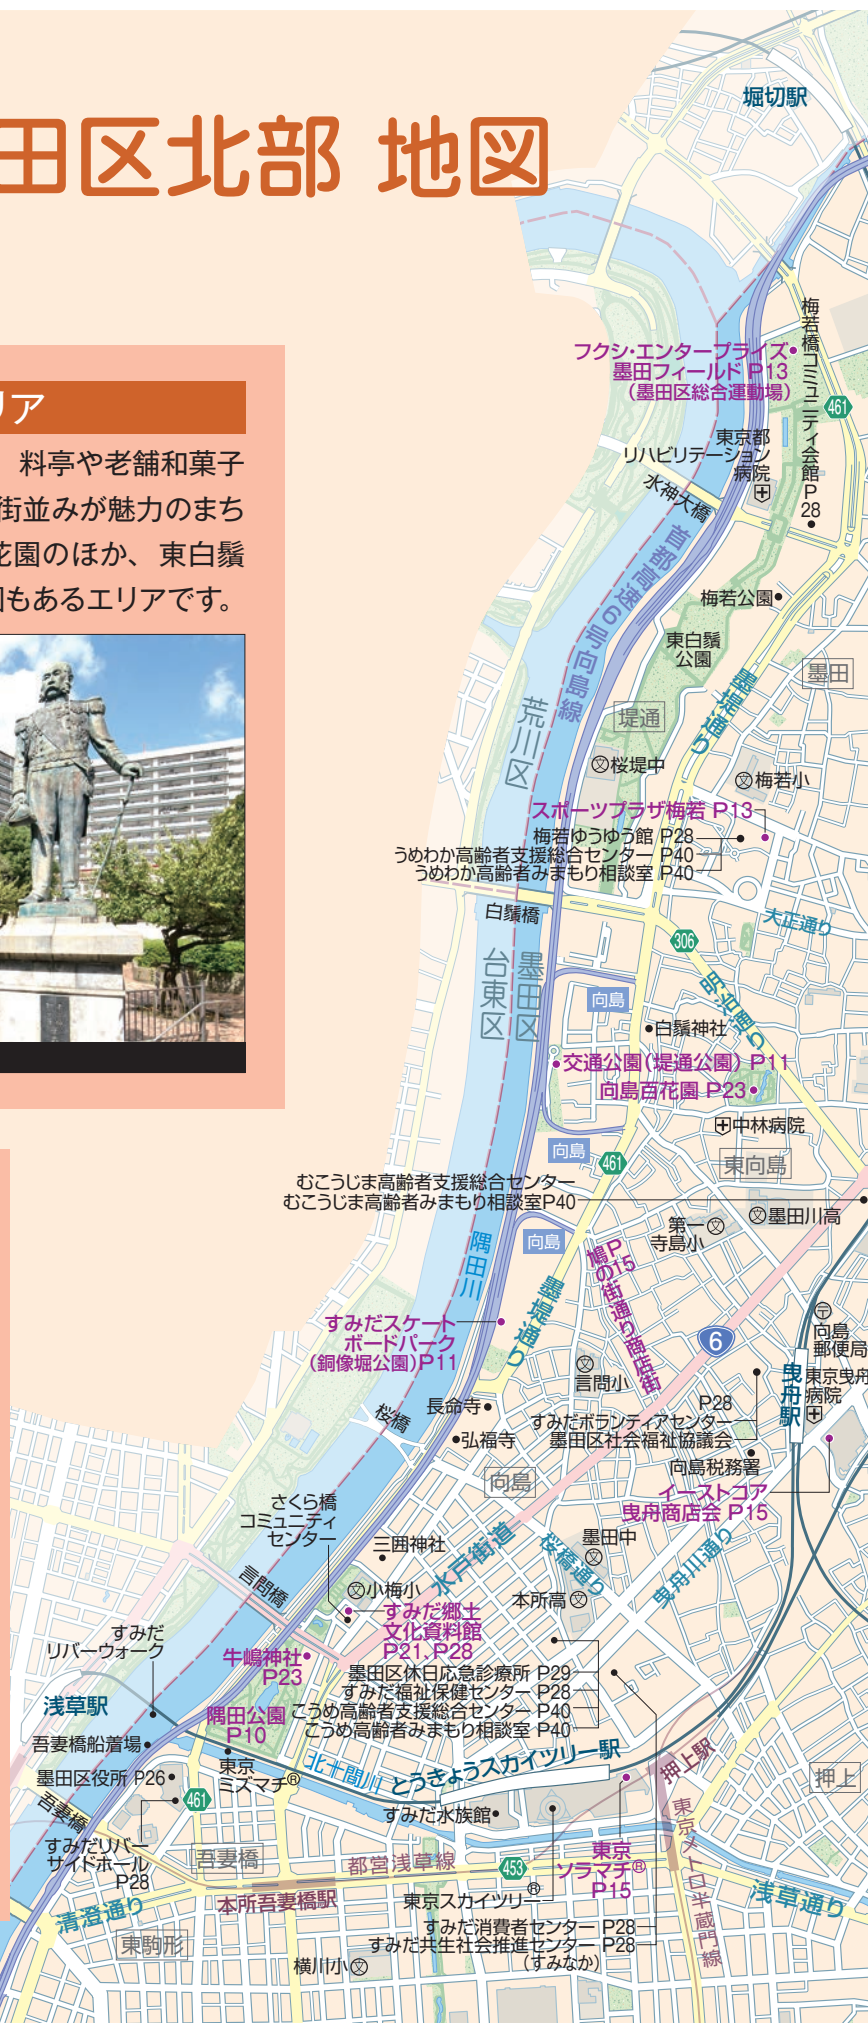 田区北部 地図
リア
料亭や老舗和菓子
街並みが魅力のまち
花園のほか、東白鬚
もあるエリアです。
堀切駅
フクシ・エンタープライズ
墨田フィールド P13
（墨田区総合運動場）
梅若橋コミュニティ会館P28
461
東京都
リハビリテーション
病院
水神大橋
首都高速6号向島線
梅若公園
東白鬚
公園
墨田
墨堤通り
堤通
荒川区
文桜堤中
文梅若小
スポーツプラザ梅若 P13
梅若ゆうゆう館 P28
うめわか高齢者支援総合センター P40
うめわか高齢者みまもり相談室 P40
白鬚橋
大正通り
306
明治通り
台東区
墨田区
向島
白鬚神社
交通公園（堤通公園） P11
向島百花園 P23
中林病院
向島
461
東向島
むこうじま高齢者支援総合センター
むこうじま高齢者みまもり相談室P40
文墨田川高
第一文
寺島小
向島
隅田川
鳩の街通り商店街
P15
墨堤通り
すみだスケート
ボードパーク
（銅像堀公園）P11
6
〒
向島
郵便局
文
言問小
曳舟駅
東京曳舟
病院
長命寺
桜橋
P28
すみだボランティアセンター
墨田区社会福祉協議会
弘福寺
向島税務署
向島
イーストコア
曳舟商店会 P15
さくら橋
コミュニティ
センター
三囲神社
水戸街道
桜橋通り
墨田中
文
曳舟川通り
言問橋
文小梅小
本所高文
すみだ郷土
文化資料館
P21、P28
すみだ
リバーウォーク
牛嶋神社
P23
墨田区休日応急診療所 P29
すみだ福祉保健センター P28
こうめ高齢者支援総合センター P40
こうめ高齢者みまもり相談室 P40
浅草駅
隅田公園
P10
吾妻橋船着場
東京
ミズマチ®
北十間川
とうきょうスカイツリー駅
押上駅
押上
墨田区役所 P26
461
吾妻橋
すみだ水族館
すみだリバー
サイドホール
P28
吾妻橋
都営浅草線
453
東京
ソラマチ®
P15
東京メトロ半蔵門線
本所吾妻橋駅
東京スカイツリー®
浅草通り
清澄通り
すみだ消費者センター P28
すみだ共生社会推進センター P28
（すみなか）
東駒形
横川小文